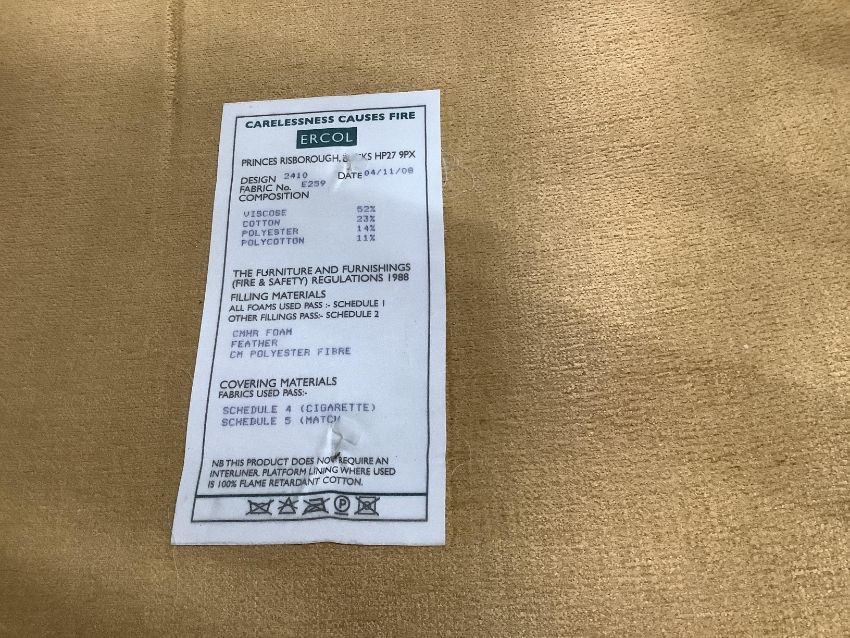 CARELESSNESS CAUSES FIRE
ERCOL
PRINCES RISBOROUGH, HP27 9PX
DESIGN 2410 DATE 04/11/08
FABRIC No. E259
COMPOSITION
VISCOSE 52%
COTTON 23%
POLYESTER 14%
POLYCOTTON 11%
THE FURNITURE AND FURNISHINGS
(FIRE & SAFETY) REGULATIONS 1988
FILLING MATERIALS
ALL FOAMS USED PASS :- SCHEDULE 1
OTHER FILLINGS PASS:- SCHEDULE 2
CMHR FOAM
FEATHER
CM POLYESTER FIBRE
COVERING MATERIALS
FABRICS USED PASS:-
SCHEDULE 4 (CIGARETTE)
SCHEDULE 5 (MATCH
NB THIS PRODUCT DOES NOT REQUIRE AN
INTERLINER. PLATFORM LINING WHERE USED
IS 100% FLAME RETARDANT COTTON.
P